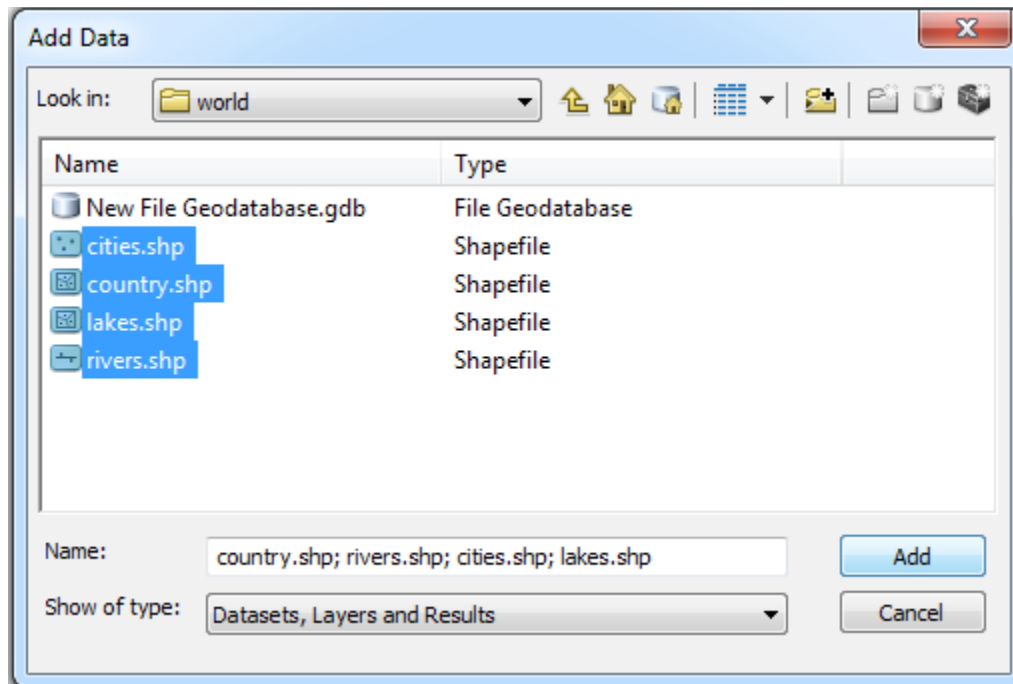 Add Data
Look in: world
Name Type
New File Geodatabase.gdb File Geodatabase
cities.shp Shapefile
country.shp Shapefile
lakes.shp Shapefile
rivers.shp Shapefile
Name: country.shp; rivers.shp; cities.shp; lakes.shp Add
Show of type: Datasets, Layers and Results Cancel